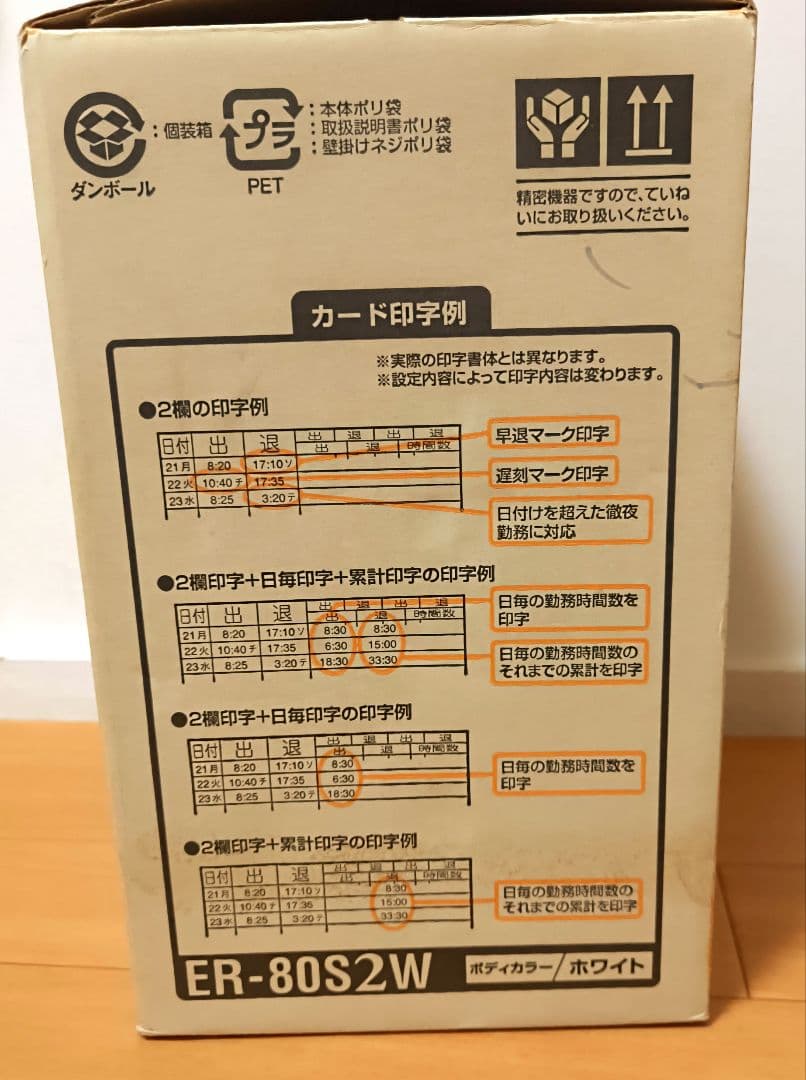 ダンボール
：個装箱
プラ
PET
：本体ポリ袋
：取扱説明書ポリ袋
：壁掛けネジポリ袋
精密機器ですので、ていね
いにお取り扱いください。
カード印字例
※実際の印字書体とは異なります。
※設定内容によって印字内容は変わります。
●2欄の印字例
日付 出 退 出 退 出 退
出 退 時間数
21月 8:20 17:10ソ
22火 10:40チ 17:35
23水 8:25 3:20テ
早退マーク印字
遅刻マーク印字
日付けを超えた徹夜
勤務に対応
●2欄印字＋日毎印字＋累計印字の印字例
日付 出 退 出 退 出 退
出 退 時間数
21月 8:20 17:10ソ 8:30 8:30
22火 10:40チ 17:35 6:30 15:00
23水 8:25 3:20テ 18:30 33:30
日毎の勤務時間数を
印字
日毎の勤務時間数の
それまでの累計を印字
●2欄印字＋日毎印字の印字例
日付 出 退 出 退 出 退
出 退 時間数
21月 8:20 17:10ソ 8:30
22火 10:40チ 17:35 6:30
23水 8:25 3:20テ 18:30
日毎の勤務時間数を
印字
●2欄印字＋累計印字の印字例
日付 出 退 出 退 出 退
出 退 時間数
21月 8:20 17:10ソ 8:30
22火 10:40チ 17:35 15:00
23水 8:25 3:20テ 33:30
日毎の勤務時間数の
それまでの累計を印字
ER-80S2W
ボディカラー／ホワイト